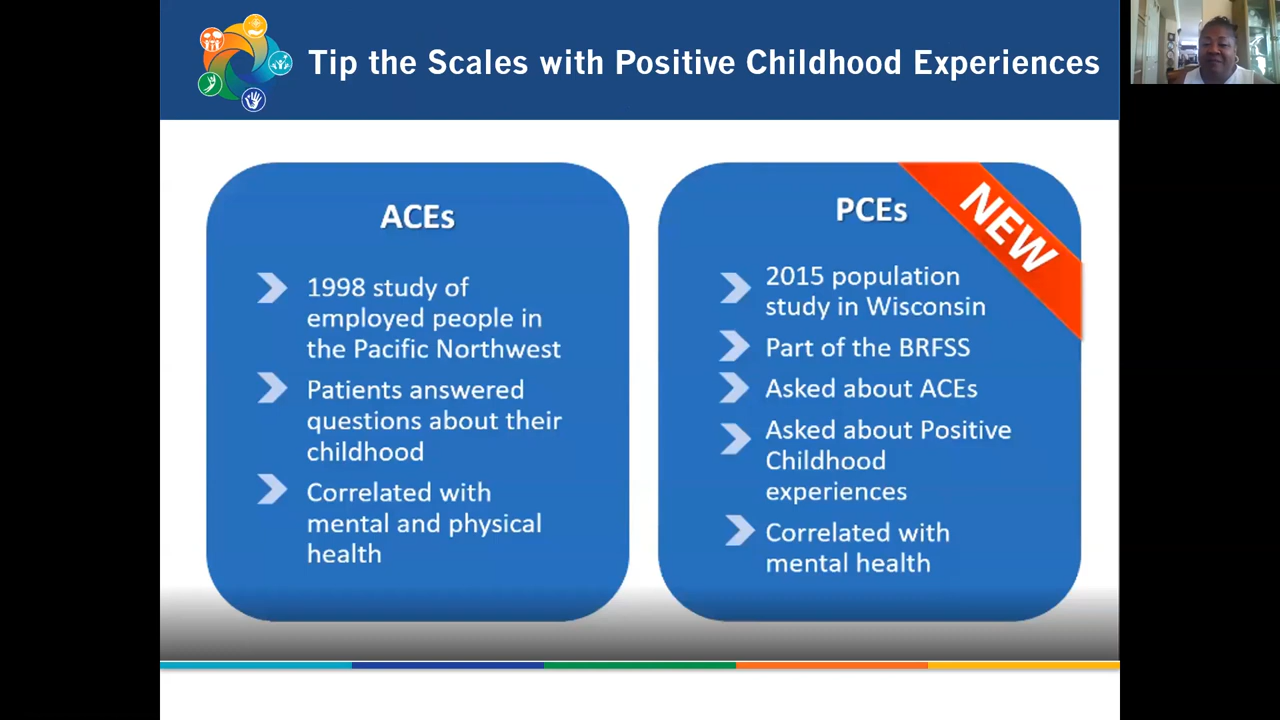 Tip the Scales with Positive Childhood Experiences
ACEs
1998 study of
employed people in
the Pacific Northwest
Patients answered
questions about their
childhood
Correlated with
mental and physical
health
PCEs
NEW
2015 population
study in Wisconsin
Part of the BRFSS
Asked about ACEs
Asked about Positive
Childhood
experiences
Correlated with
mental health